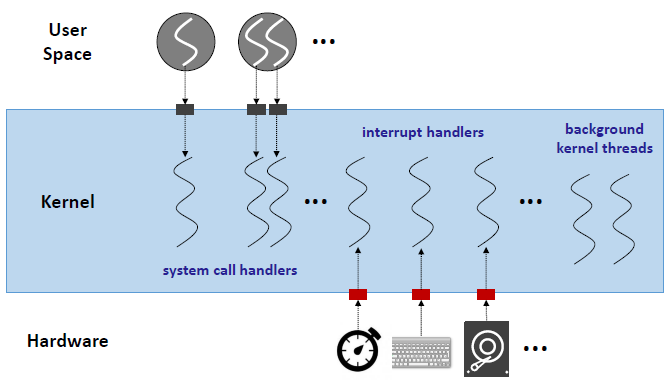 User
Space
...
interrupt handlers
background
kernel threads
Kernel
...
...
system call handlers
Hardware
...